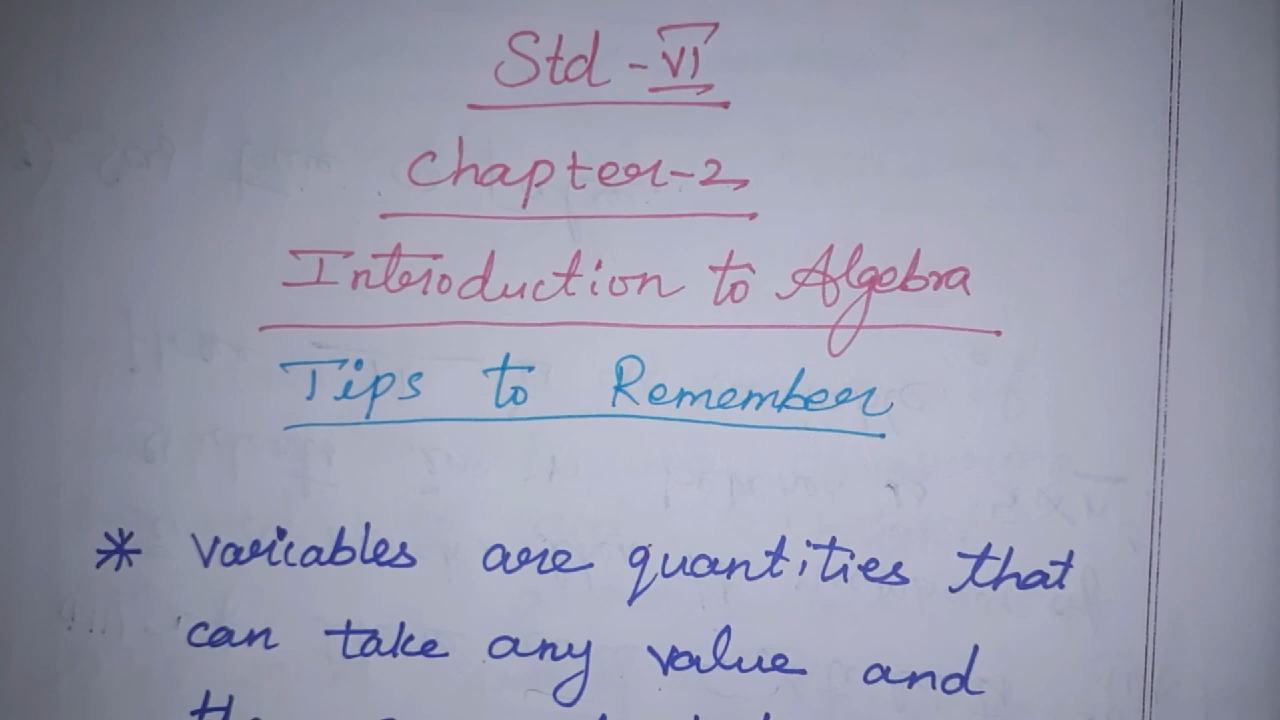 Std - VI
Chapter-2
Introduction to Algebra
Tips to Remember
* Variables are quantities that
can take any value and